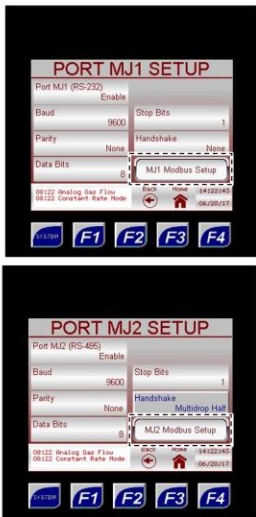 PORT MJ1 SETUP
Port MJ1 (RS-232)
Enable
Baud
9600
Stop Bits
1
Parity
None
Handshake
None
Data Bits
8
MJ1 Modbus Setup
08:22 Analog Gas Flow
08:22 Constant Rate Mode
Back
Home
14:22:43
06/20/17
SYSTEM
F1
F2
F3
F4
PORT MJ2 SETUP
Port MJ2 (RS-485)
Enable
Baud
9600
Stop Bits
1
Parity
None
Handshake
Multidrop Half
Data Bits
8
MJ2 Modbus Setup
08:22 Analog Gas Flow
08:22 Constant Rate Mode
Back
Home
14:22:43
06/20/17
SYSTEM
F1
F2
F3
F4